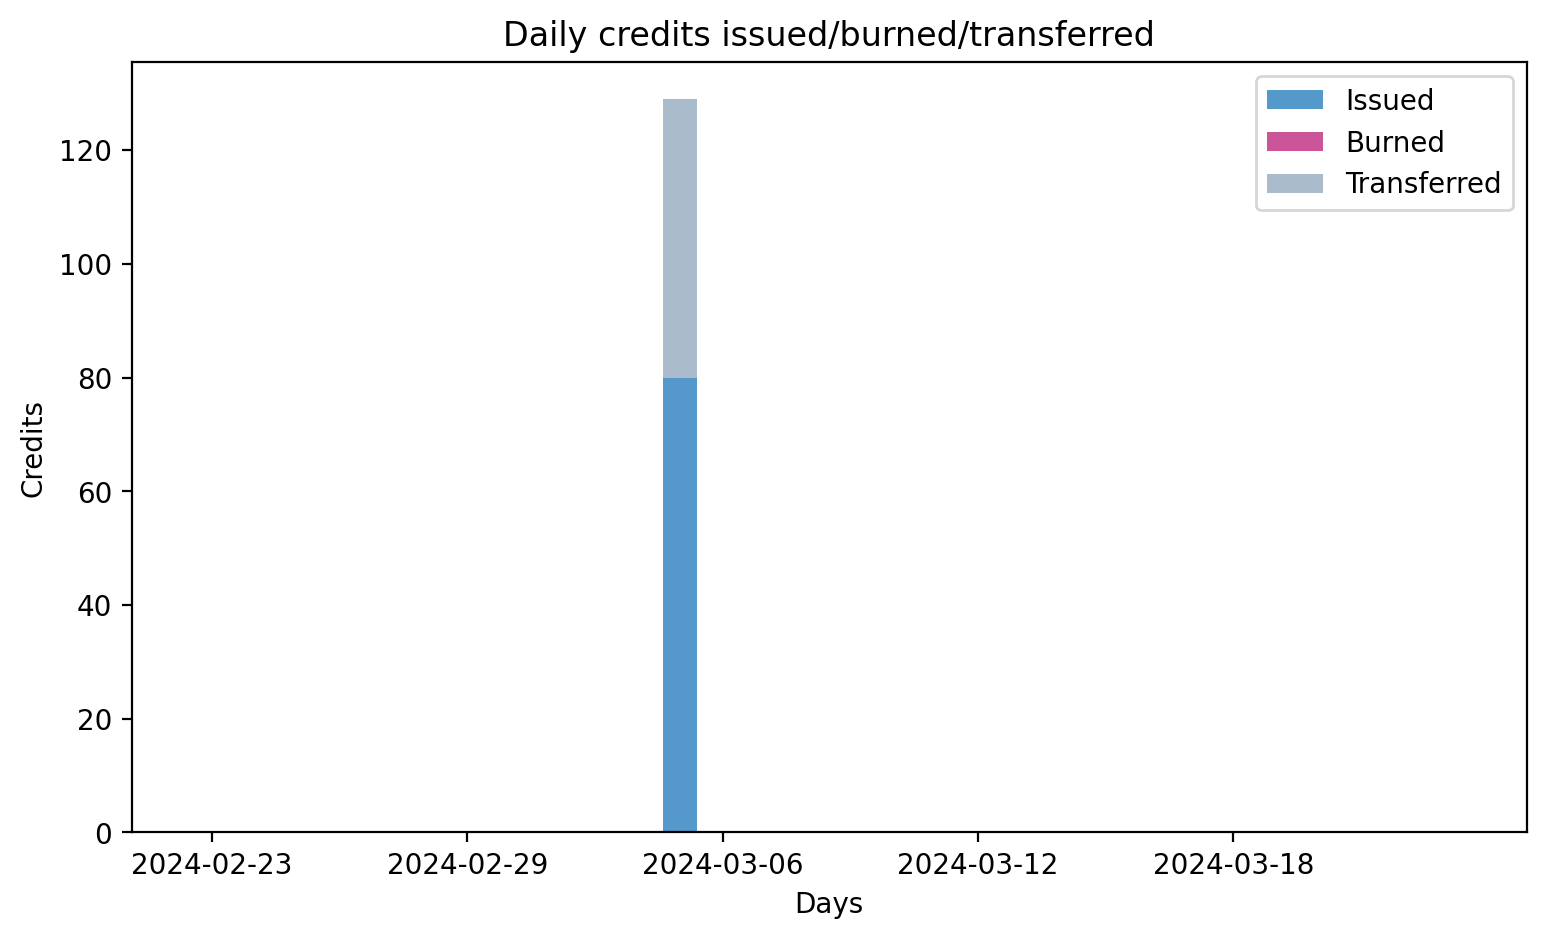 Daily credits issued/burned/transferred
Issued
Burned
Transferred
120
100
80
60
40
20
0
Credits
2024-02-23 2024-02-29 2024-03-06 2024-03-12 2024-03-18
Days